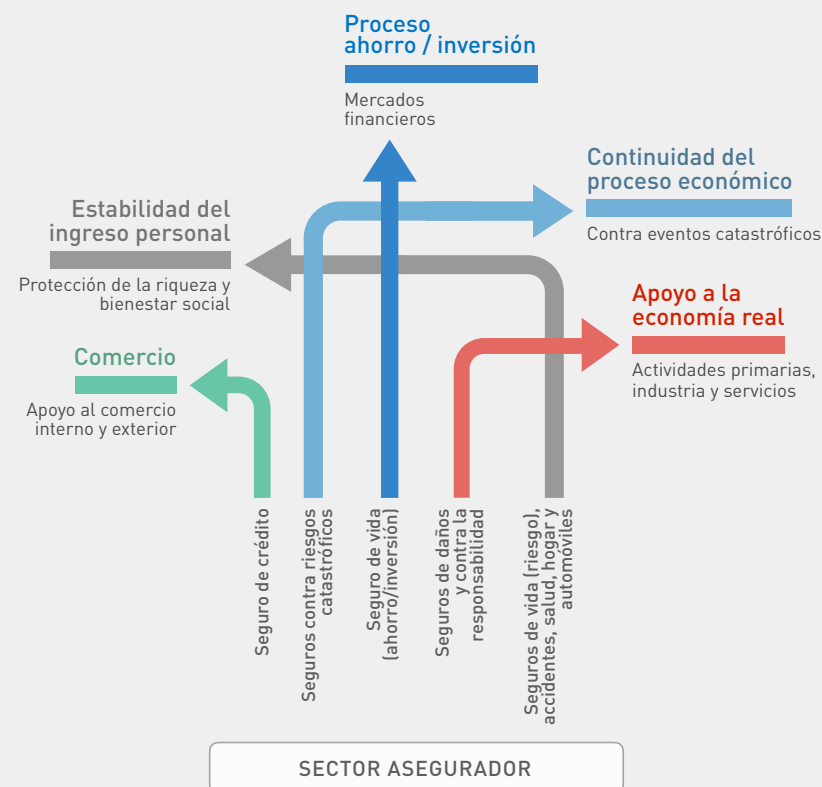 Proceso
ahorro / inversión
Mercados
financieros
Continuidad del
proceso económico
Contra eventos catastróficos
Estabilidad del
ingreso personal
Protección de la riqueza y
bienestar social
Apoyo a la
economía real
Actividades primarias,
industria y servicios
Comercio
Apoyo al comercio
interno y exterior
Seguro de crédito
Seguros contra riesgos
catastróficos
Seguro de vida
(ahorro/inversión)
Seguros de daños
y contra la
responsabilidad
Seguros de vida (riesgo),
accidentes, salud, hogar y
automóviles
SECTOR ASEGURADOR